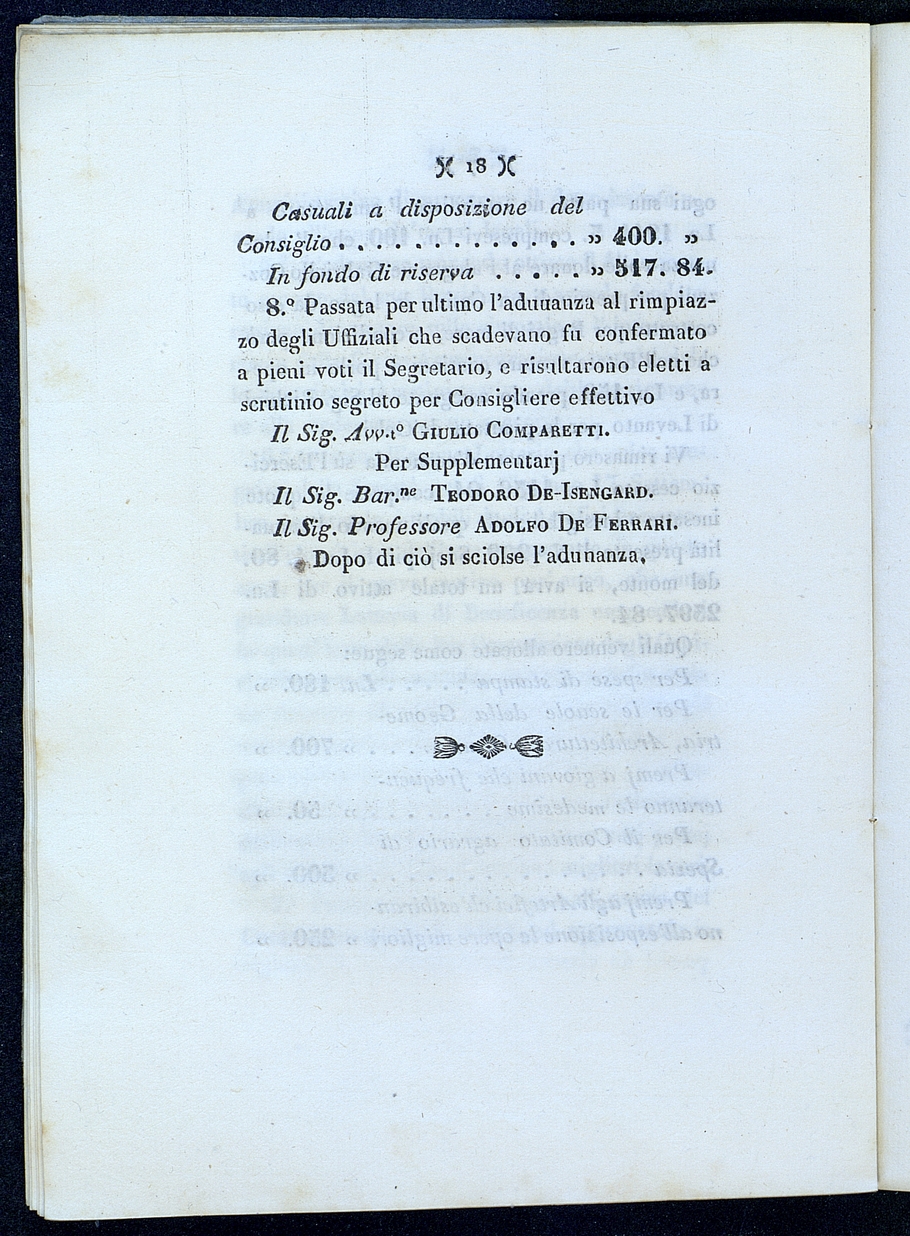 18
Casuali a disposizione del
Consiglio . . . . . . . . . . . . . „ 400. „
In fondo di riserva . . . . . „ 517. 84.
8.° Passata per ultimo l'adunanza al rimpiaz-
zo degli Uffiziali che scadevano fu confermato
a pieni voti il Segretario, e risultarono eletti a
scrutinio segreto per Consigliere effettivo
Il Sig. Avv.to GIULIO COMPARETTI.
Per Supplementarj
Il Sig. Bar.ne TEODORO DE-ISENGARD.
Il Sig. Professore ADOLFO DE FERRARI.
Dopo di ciò si sciolse l'adunanza.